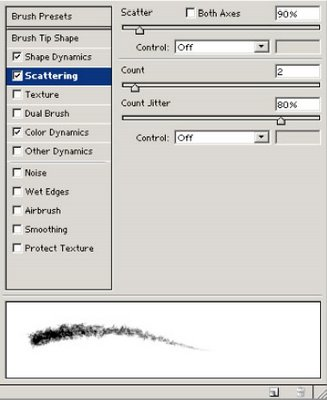 Brush Presets
Brush Tip Shape
Shape Dynamics
Scattering
Texture
Dual Brush
Color Dynamics
Other Dynamics
Noise
Wet Edges
Airbrush
Smoothing
Protect Texture
Scatter Both Axes 90%
Control: Off
Count 2
Count Jitter 80%
Control: Off